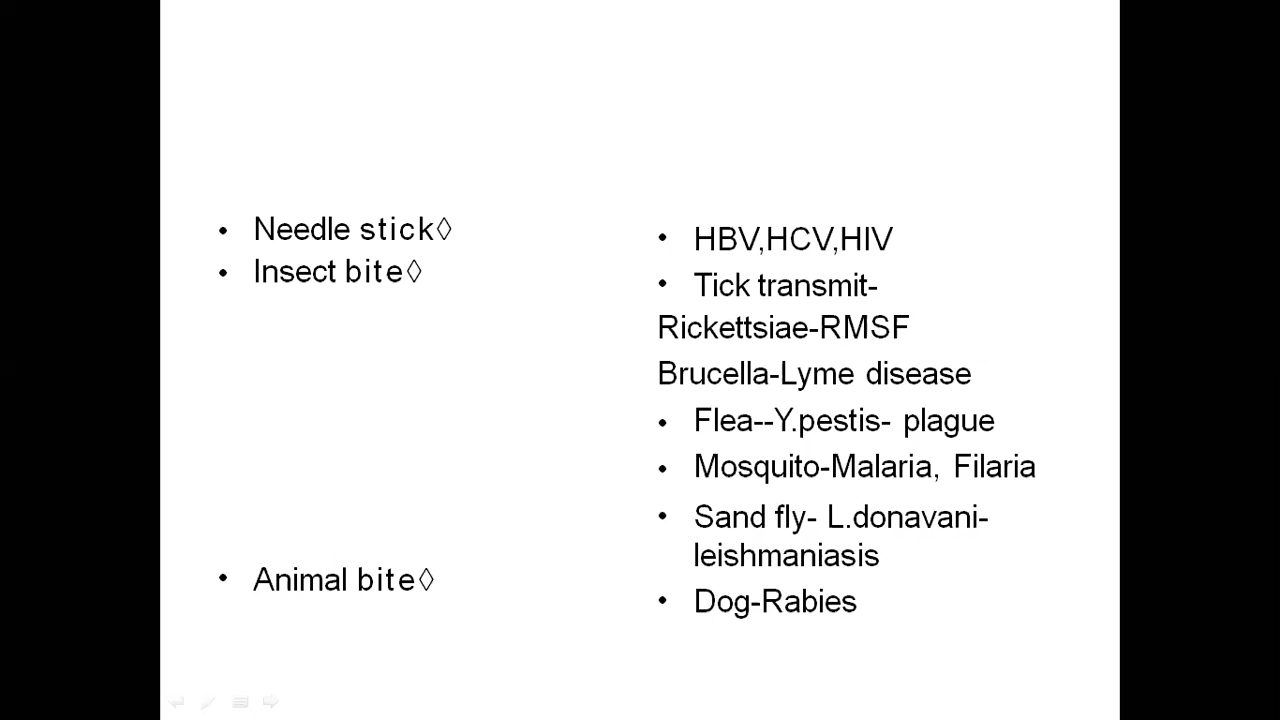 • Needle stick◊
• Insect bite◊
• Animal bite◊
• HBV,HCV,HIV
• Tick transmit-
Rickettsiae-RMSF
Brucella-Lyme disease
• Flea--Y.pestis- plague
• Mosquito-Malaria, Filaria
• Sand fly- L.donavani-
leishmaniasis
• Dog-Rabies